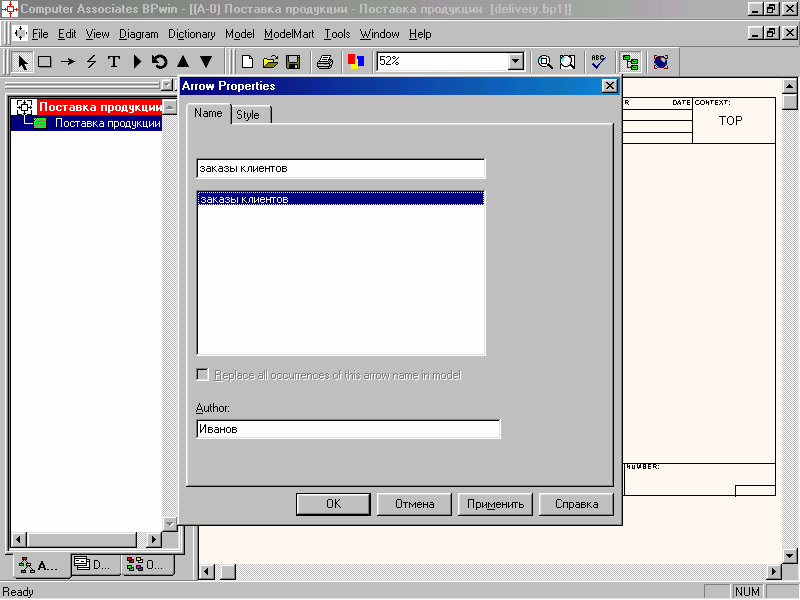 Computer Associates BPwin - [(A-0) Поставка продукции - Поставка продукции [delivery.bp1]]
File Edit View Diagram Dictionary Model ModelMart Tools Window Help
T 52% ABC
Поставка продукции
Поставка продукции
Arrow Properties
Name Style
заказы клиентов
заказы клиентов
Replace all occurrences of this arrow name in model
Author:
Иванов
OK Отмена Применить Справка
R DATE CONTEXT:
TOP
NUMBER:
A... D... O...
Ready NUM